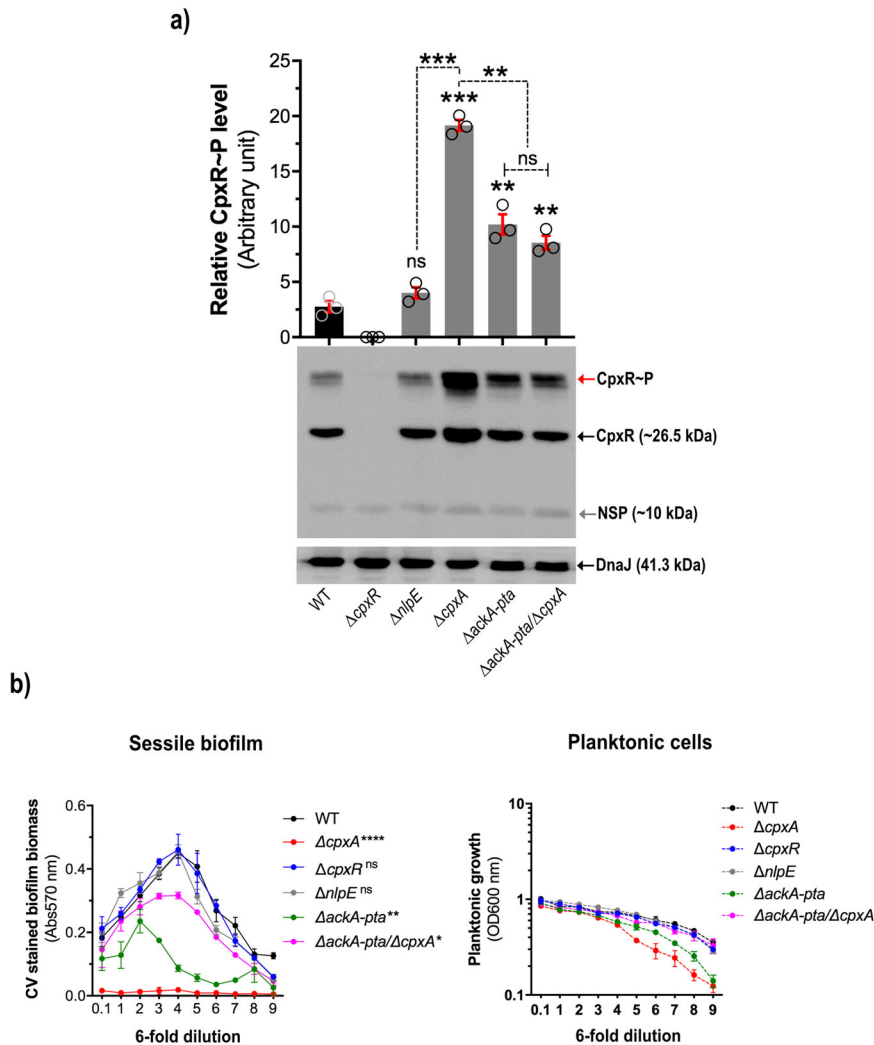 a)
Relative CpxR~P level
(Arbitrary unit)
25
20
15
10
5
0
***
**
***
ns
**
**
ns
CpxR~P
CpxR (~26.5 kDa)
NSP (~10 kDa)
DnaJ (41.3 kDa)
WT
ΔcpxR
ΔnlpE
ΔcpxA
ΔackA-pta
ΔackA-pta/ΔcpxA
b)
Sessile biofilm
CV stained biofilm biomass
(Abs570 nm)
0.6
0.4
0.2
0.0
0.1 1 2 3 4 5 6 7 8 9
6-fold dilution
WT
ΔcpxA****
ΔcpxR ns
ΔnlpE ns
ΔackA-pta**
ΔackA-pta/ΔcpxA*
Planktonic cells
Planktonic growth
(OD600 nm)
10
1
0.1
0.1 1 2 3 4 5 6 7 8 9
6-fold dilution
WT
ΔcpxA
ΔcpxR
ΔnlpE
ΔackA-pta
ΔackA-pta/ΔcpxA